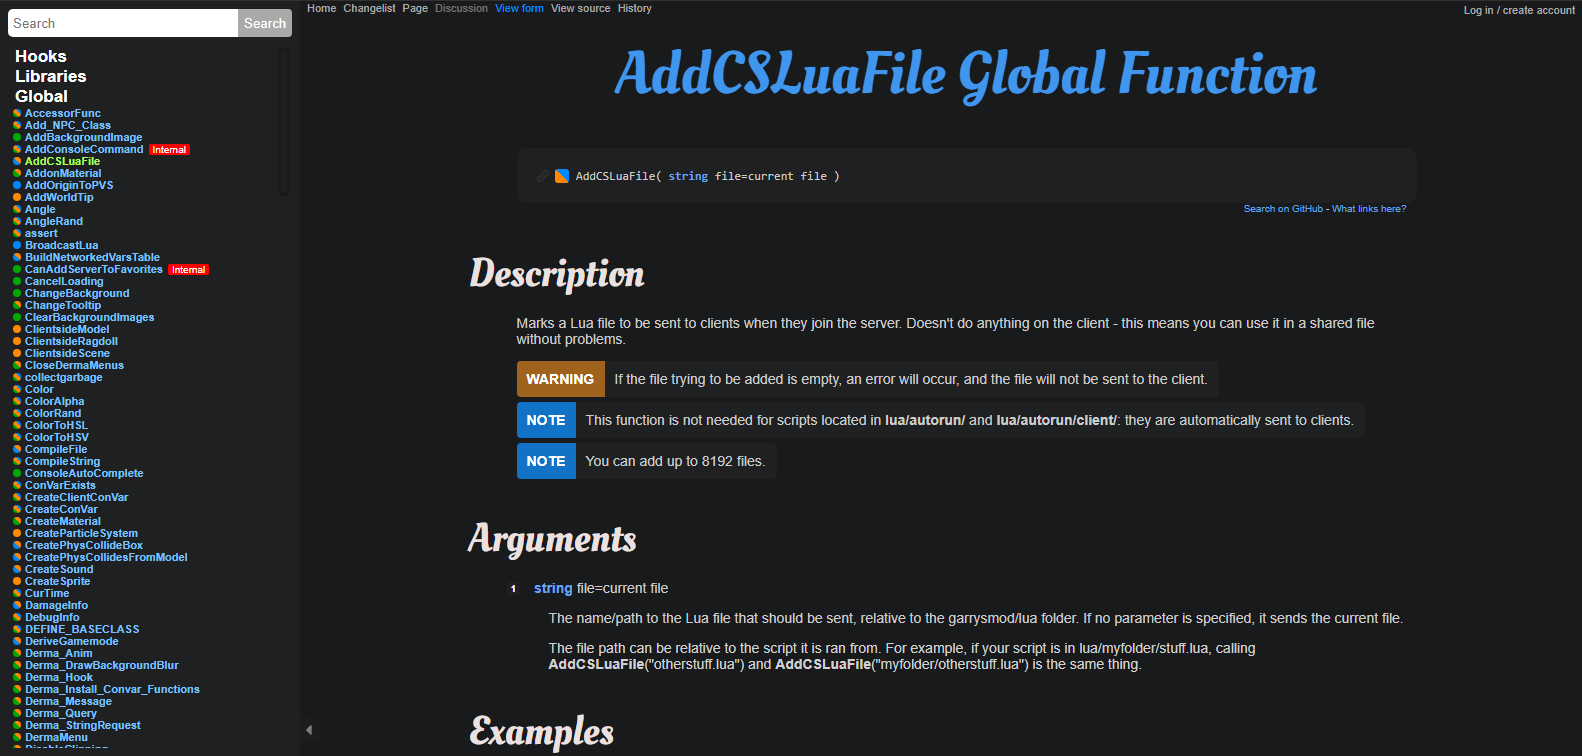 Search
Search
Hooks
Libraries
Global
AccessorFunc
Add_NPC_Class
AddBackgroundImage
AddConsoleCommand Internal
AddCSLuaFile
AddonMaterial
AddOriginToPVS
AddWorldTip
Angle
AngleRand
assert
BroadcastLua
BuildNetworkedVarsTable
CanAddServerToFavorites Internal
CancelLoading
ChangeBackground
ChangeTooltip
ClearBackgroundImages
ClientsideModel
ClientsideRagdoll
ClientsideScene
CloseDermaMenus
collectgarbage
Color
ColorAlpha
ColorRand
ColorToHSL
ColorToHSV
CompileFile
CompileString
ConsoleAutoComplete
ConVarExists
CreateClientConVar
CreateConVar
CreateMaterial
CreateParticleSystem
CreatePhysCollideBox
CreatePhysCollidesFromModel
CreateSound
CreateSprite
CurTime
DamageInfo
DebugInfo
DEFINE_BASECLASS
DeriveGamemode
Derma_Anim
Derma_DrawBackgroundBlur
Derma_Hook
Derma_Install_Convar_Functions
Derma_Message
Derma_Query
Derma_StringRequest
DermaMenu
Home Changelist Page Discussion View form View source History
Log in / create account
AddCSLuaFile Global Function
AddCSLuaFile( string file=current file )
Search on GitHub - What links here?
Description
Marks a Lua file to be sent to clients when they join the server. Doesn't do anything on the client - this means you can use it in a shared file
without problems.
WARNING If the file trying to be added is empty, an error will occur, and the file will not be sent to the client.
NOTE This function is not needed for scripts located in lua/autorun/ and lua/autorun/client/: they are automatically sent to clients.
NOTE You can add up to 8192 files.
Arguments
1 string file=current file
The name/path to the Lua file that should be sent, relative to the garrysmod/lua folder. If no parameter is specified, it sends the current file.
The file path can be relative to the script it is ran from. For example, if your script is in lua/myfolder/stuff.lua, calling
AddCSLuaFile("otherstuff.lua") and AddCSLuaFile("myfolder/otherstuff.lua") is the same thing.
Examples